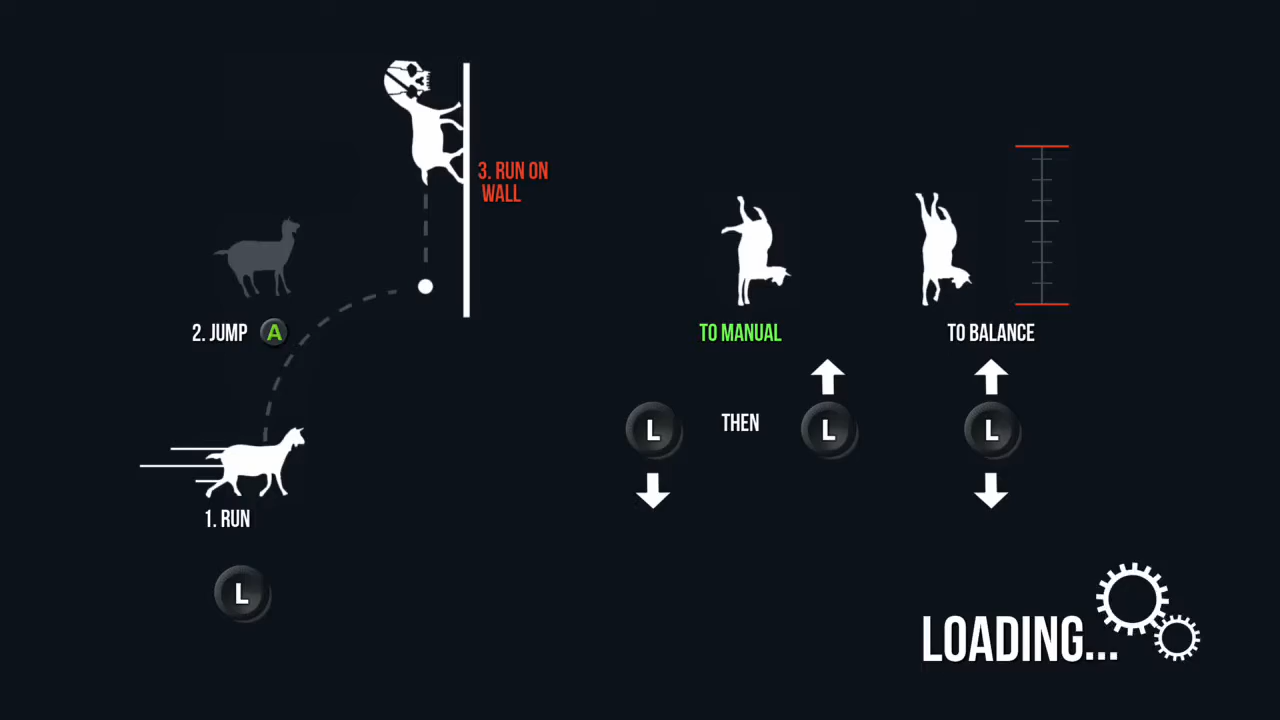 3. RUN ON
WALL
2. JUMP A
1. RUN
L
TO MANUAL
TO BALANCE
L THEN L
L
LOADING...